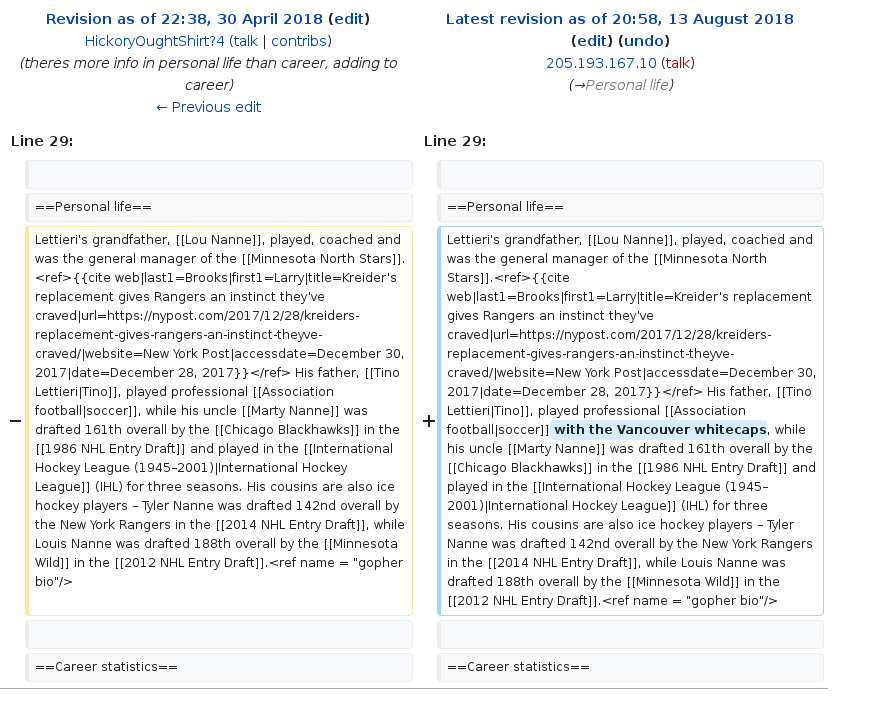 Revision as of 22:38, 30 April 2018 (edit)
HickoryOughtShirt?4 (talk | contribs)
(theres more info in personal life than career, adding to
career)
← Previous edit
Latest revision as of 20:58, 13 August 2018
(edit) (undo)
205.193.167.10 (talk)
(→Personal life)
Line 29:
Line 29:
==Personal life==
==Personal life==
−
Lettieri's grandfather, [[Lou Nanne]], played, coached and
was the general manager of the [[Minnesota North Stars]].
<ref>{{cite web|last1=Brooks|first1=Larry|title=Kreider's
replacement gives Rangers an instinct they've
craved|url=https://nypost.com/2017/12/28/kreiders-
replacement-gives-rangers-an-instinct-theyve-
craved/|website=New York Post|accessdate=December 30,
2017|date=December 28, 2017}}</ref> His father, [[Tino
Lettieri|Tino]], played professional [[Association
football|soccer]], while his uncle [[Marty Nanne]] was
drafted 161th overall by the [[Chicago Blackhawks]] in the
[[1986 NHL Entry Draft]] and played in the [[International
Hockey League (1945–2001)|International Hockey
League]] (IHL) for three seasons. His cousins are also ice
hockey players – Tyler Nanne was drafted 142nd overall by
the New York Rangers in the [[2014 NHL Entry Draft]], while
Louis Nanne was drafted 188th overall by the [[Minnesota
Wild]] in the [[2012 NHL Entry Draft]].<ref name = "gopher
bio"/>
+
Lettieri's grandfather, [[Lou Nanne]], played, coached and
was the general manager of the [[Minnesota North
Stars]].<ref>{{cite
web|last1=Brooks|first1=Larry|title=Kreider's replacement
gives Rangers an instinct they've
craved|url=https://nypost.com/2017/12/28/kreiders-
replacement-gives-rangers-an-instinct-theyve-
craved/|website=New York Post|accessdate=December 30,
2017|date=December 28, 2017}}</ref> His father, [[Tino
Lettieri|Tino]], played professional [[Association
football|soccer]] with the Vancouver whitecaps, while
his uncle [[Marty Nanne]] was drafted 161th overall by the
[[Chicago Blackhawks]] in the [[1986 NHL Entry Draft]] and
played in the [[International Hockey League (1945–
2001)|International Hockey League]] (IHL) for three
seasons. His cousins are also ice hockey players – Tyler
Nanne was drafted 142nd overall by the New York Rangers
in the [[2014 NHL Entry Draft]], while Louis Nanne was
drafted 188th overall by the [[Minnesota Wild]] in the
[[2012 NHL Entry Draft]].<ref name = "gopher bio"/>
==Career statistics==
==Career statistics==